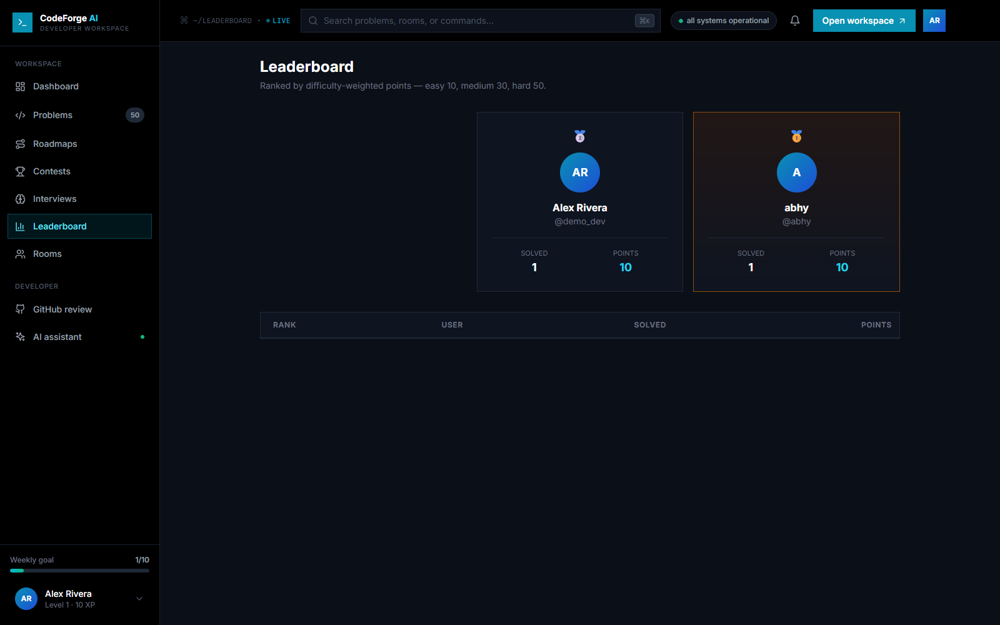 CodeForge AI
DEVELOPER WORKSPACE
⌘ ~/LEADERBOARD • LIVE
Search problems, rooms, or commands...
⌘K
all systems operational
Open workspace
AR
WORKSPACE
Dashboard
Problems 50
Roadmaps
Contests
Interviews
Leaderboard
Rooms
DEVELOPER
GitHub review
AI assistant
Weekly goal 1/10
AR
Alex Rivera
Level 1 · 10 XP
Leaderboard
Ranked by difficulty-weighted points — easy 10, medium 30, hard 50.
2
AR
Alex Rivera
@demo_dev
SOLVED POINTS
1 10
1
A
abhy
@abhy
SOLVED POINTS
1 10
RANK USER SOLVED POINTS